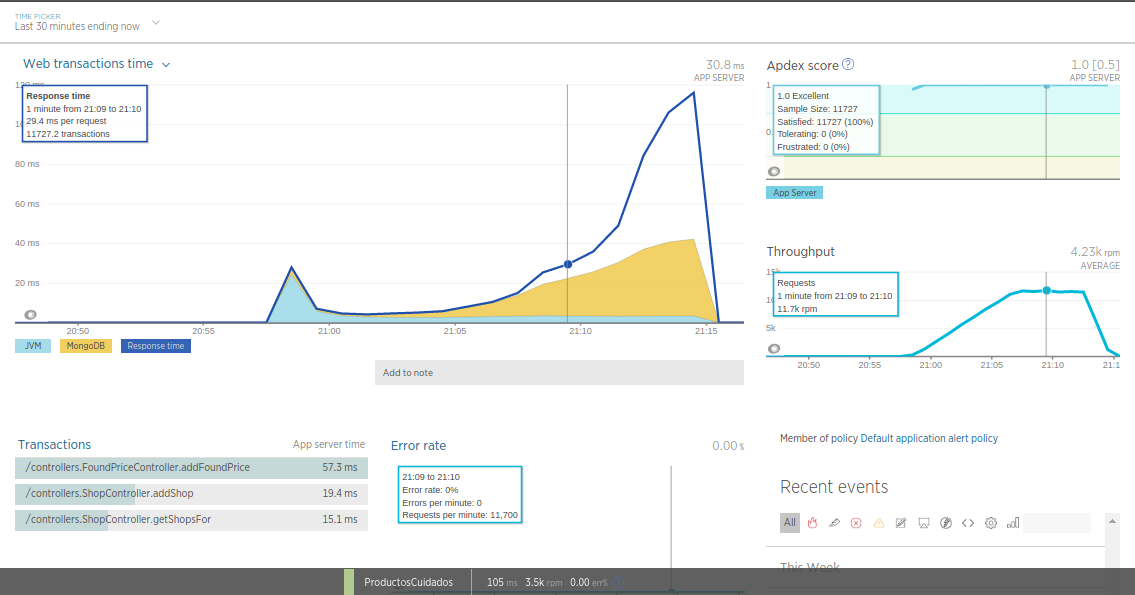 TIME PICKER
Last 30 minutes ending now
Web transactions time
30.8 ms
APP SERVER
Response time
1 minute from 21:09 to 21:10
29.4 ms per request
11727.2 transactions
80 ms
60 ms
40 ms
20 ms
20:50 20:55 21:00 21:05 21:10 21:15
JVM MongoDB Response time
Add to note
Apdex score ?
1.0 [0.5]
APP SERVER
1
1.0 Excellent
Sample Size: 11727
Satisfied: 11727 (100%)
Tolerating: 0 (0%)
Frustrated: 0 (0%)
App Server
Throughput
4.23k rpm
AVERAGE
Requests
1 minute from 21:09 to 21:10
11.7k rpm
5k
20:50 20:55 21:00 21:05 21:10 21:1
Transactions App server time
/controllers.FoundPriceController.addFoundPrice 57.3 ms
/controllers.ShopController.addShop 19.4 ms
/controllers.ShopController.getShopsFor 15.1 ms
Error rate 0.00 %
21:09 to 21:10
Error rate: 0%
Errors per minute: 0
Requests per minute: 11,700
Member of policy Default application alert policy
Recent events
All
This Week
ProductosCuidados 105 ms 3.5k rpm 0.00 err%